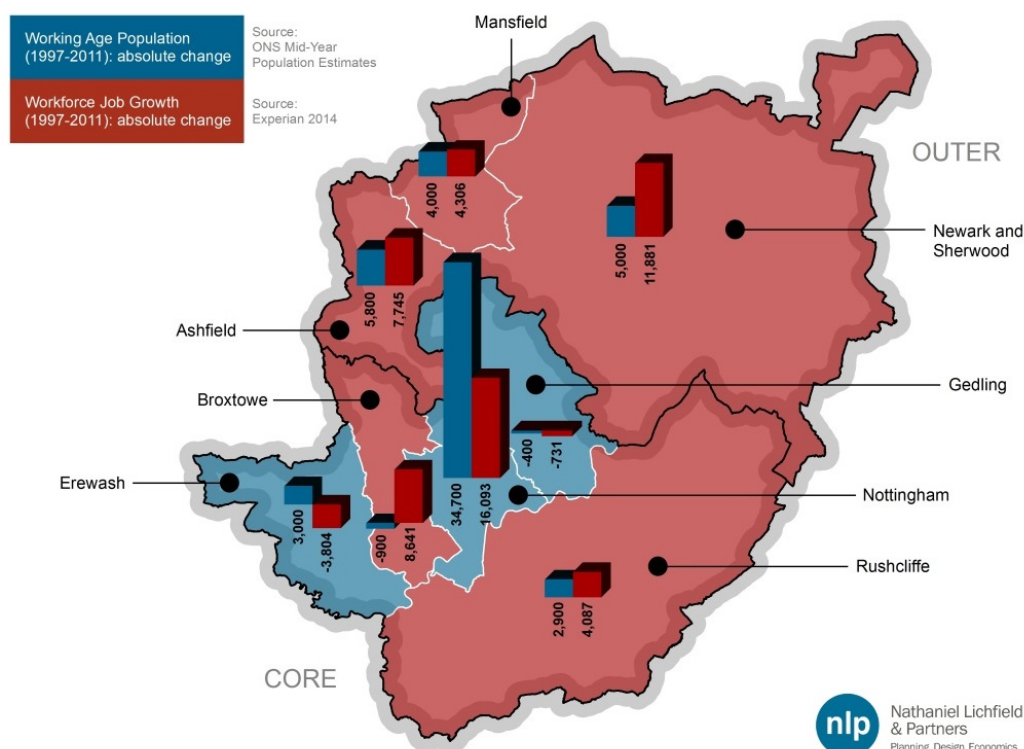 Working Age Population
(1997-2011): absolute change
Source:
ONS Mid-Year
Population Estimates
Workforce Job Growth
(1997-2011): absolute change
Source:
Experian 2014
Mansfield
OUTER
4,000
4,306
5,000
11,881
Newark and
Sherwood
5,800
7,745
Ashfield
Gedling
Broxtowe
-400
-731
Erewash
Nottingham
3,000
-3,804
-900
8,641
34,700
16,093
Rushcliffe
2,900
4,087
CORE
nlp
Nathaniel Lichfield
& Partners
Planning Design Economics